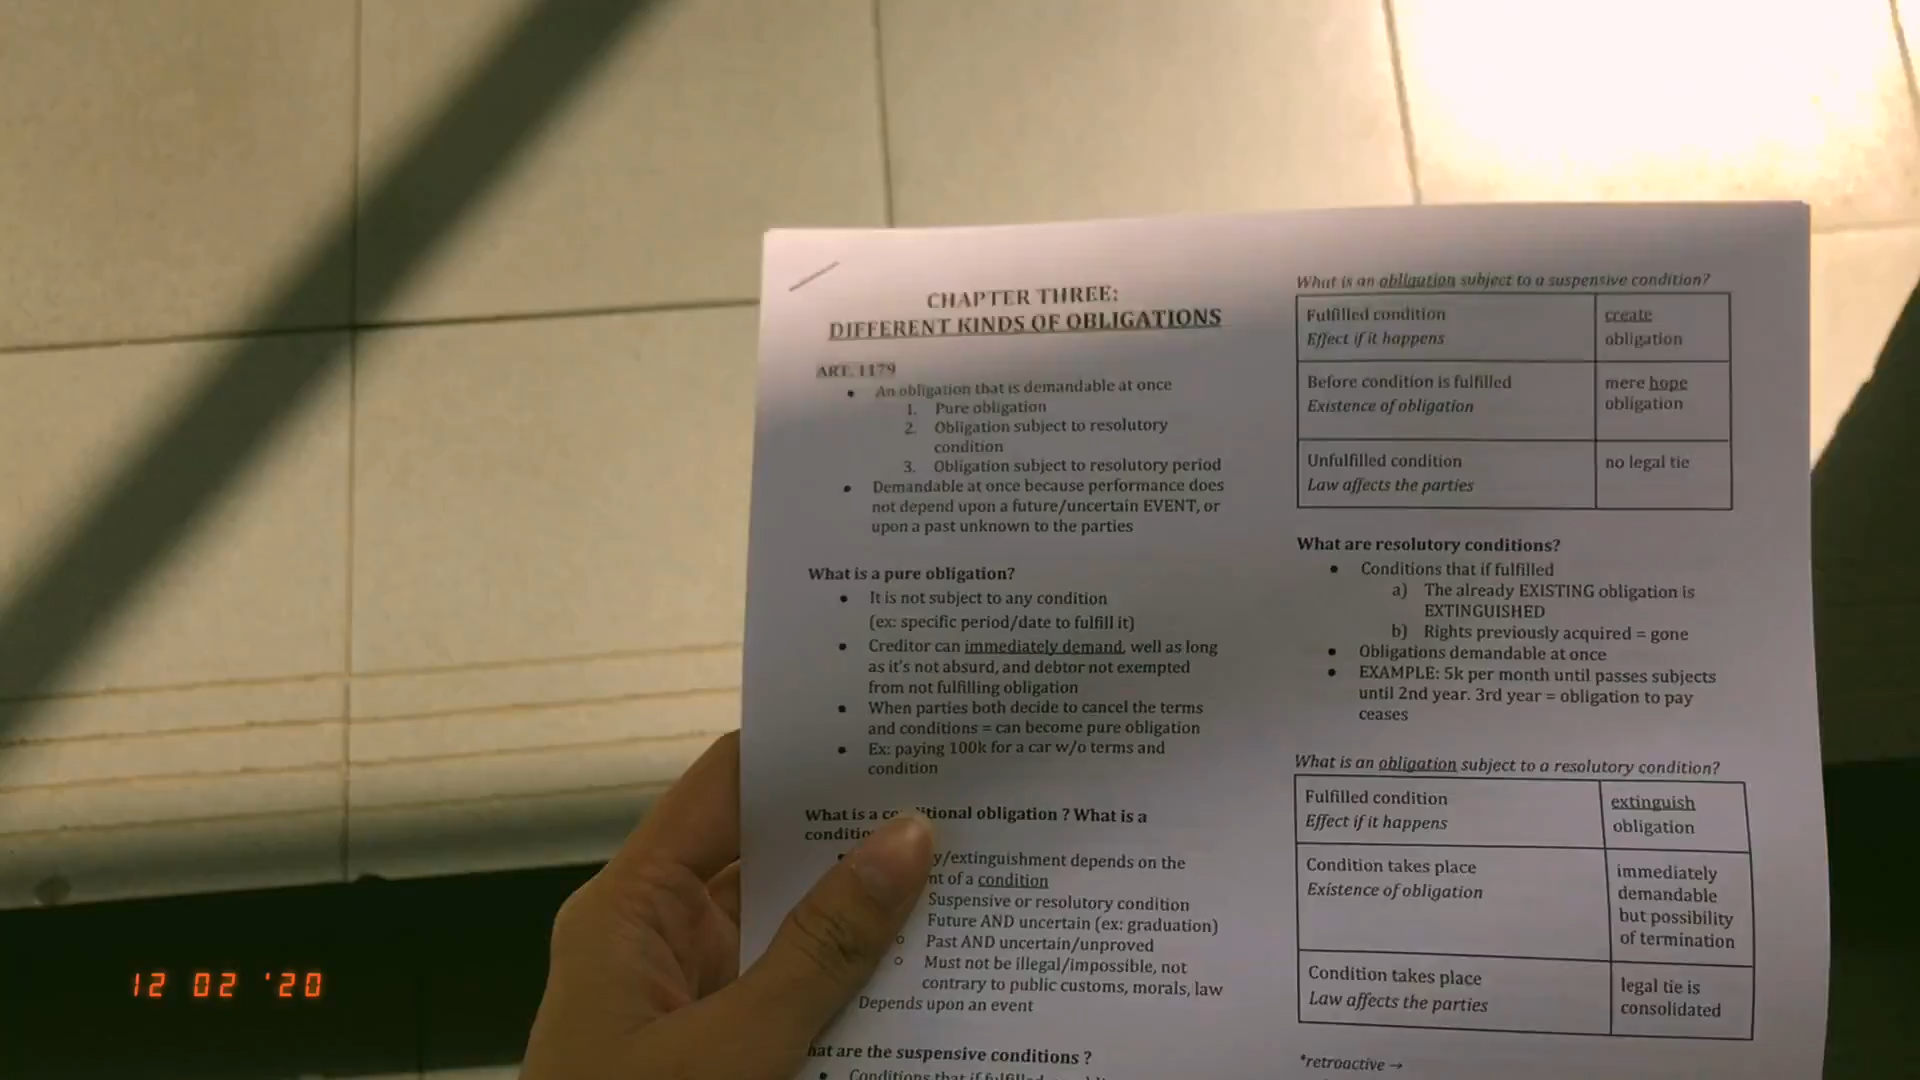 CHAPTER THREE:
DIFFERENT KINDS OF OBLIGATIONS
ART. 1179
• An obligation that is demandable at once
1. Pure obligation
2. Obligation subject to resolutory
condition
3. Obligation subject to resolutory period
• Demandable at once because performance does
not depend upon a future/uncertain EVENT, or
upon a past unknown to the parties
What is a pure obligation?
• It is not subject to any condition
(ex: specific period/date to fulfill it)
• Creditor can immediately demand, well as long
as it's not absurd, and debtor not exempted
from not fulfilling obligation
• When parties both decide to cancel the terms
and conditions = can become pure obligation
• Ex: paying 100k for a car w/o terms and
condition
What is a tional obligation ? What is a
conditio
y/extinguishment depends on the
nt of a condition
Suspensive or resolutory condition
Future AND uncertain (ex: graduation)
○ Past AND uncertain/unproved
○ Must not be illegal/impossible, not
contrary to public customs, morals, law
Depends upon an event
hat are the suspensive conditions ?
• Conditions that if
What is an obligation subject to a suspensive condition?
Fulfilled condition
Effect if it happens
create
obligation
Before condition is fulfilled
Existence of obligation
mere hope
obligation
Unfulfilled condition
Law affects the parties
no legal tie
What are resolutory conditions?
• Conditions that if fulfilled
a) The already EXISTING obligation is
EXTINGUISHED
b) Rights previously acquired = gone
• Obligations demandable at once
• EXAMPLE: 5k per month until passes subjects
until 2nd year. 3rd year = obligation to pay
ceases
What is an obligation subject to a resolutory condition?
Fulfilled condition
Effect if it happens
extinguish
obligation
Condition takes place
Existence of obligation
immediately
demandable
but possibility
of termination
Condition takes place
Law affects the parties
legal tie is
consolidated
*retroactive →
12 02 '20